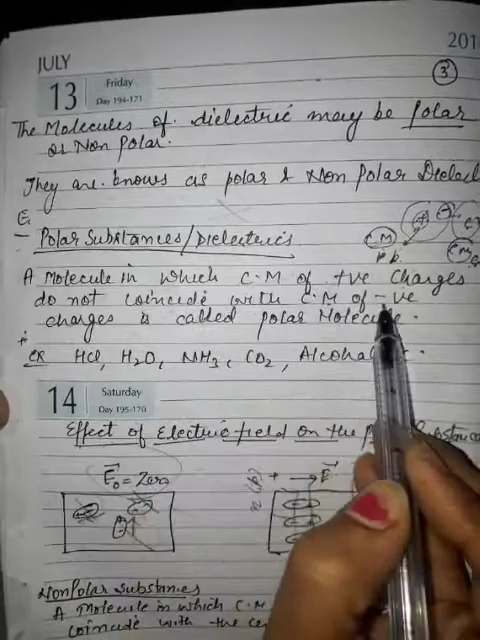 JULY
201
3
13 Friday
Day 194-171
The Molecules of dielectric may be Polar
or Non Polar.
They are knows as polar & Non Polar Dielect
E
Polar Substances/Dielectrics
C.M
A Molecule in which C.M of +ve Charges
do not coincide with C.M of -ve
charges is called polar Molecule.
ex HCl, H2O, NH3, CO2, Alcohal
14 Saturday
Day 195-170
Effect of Electric field on the
E0 = Zero
+ → E
NonPolar Substances
A Molecule in which C.M
coincide with the ce